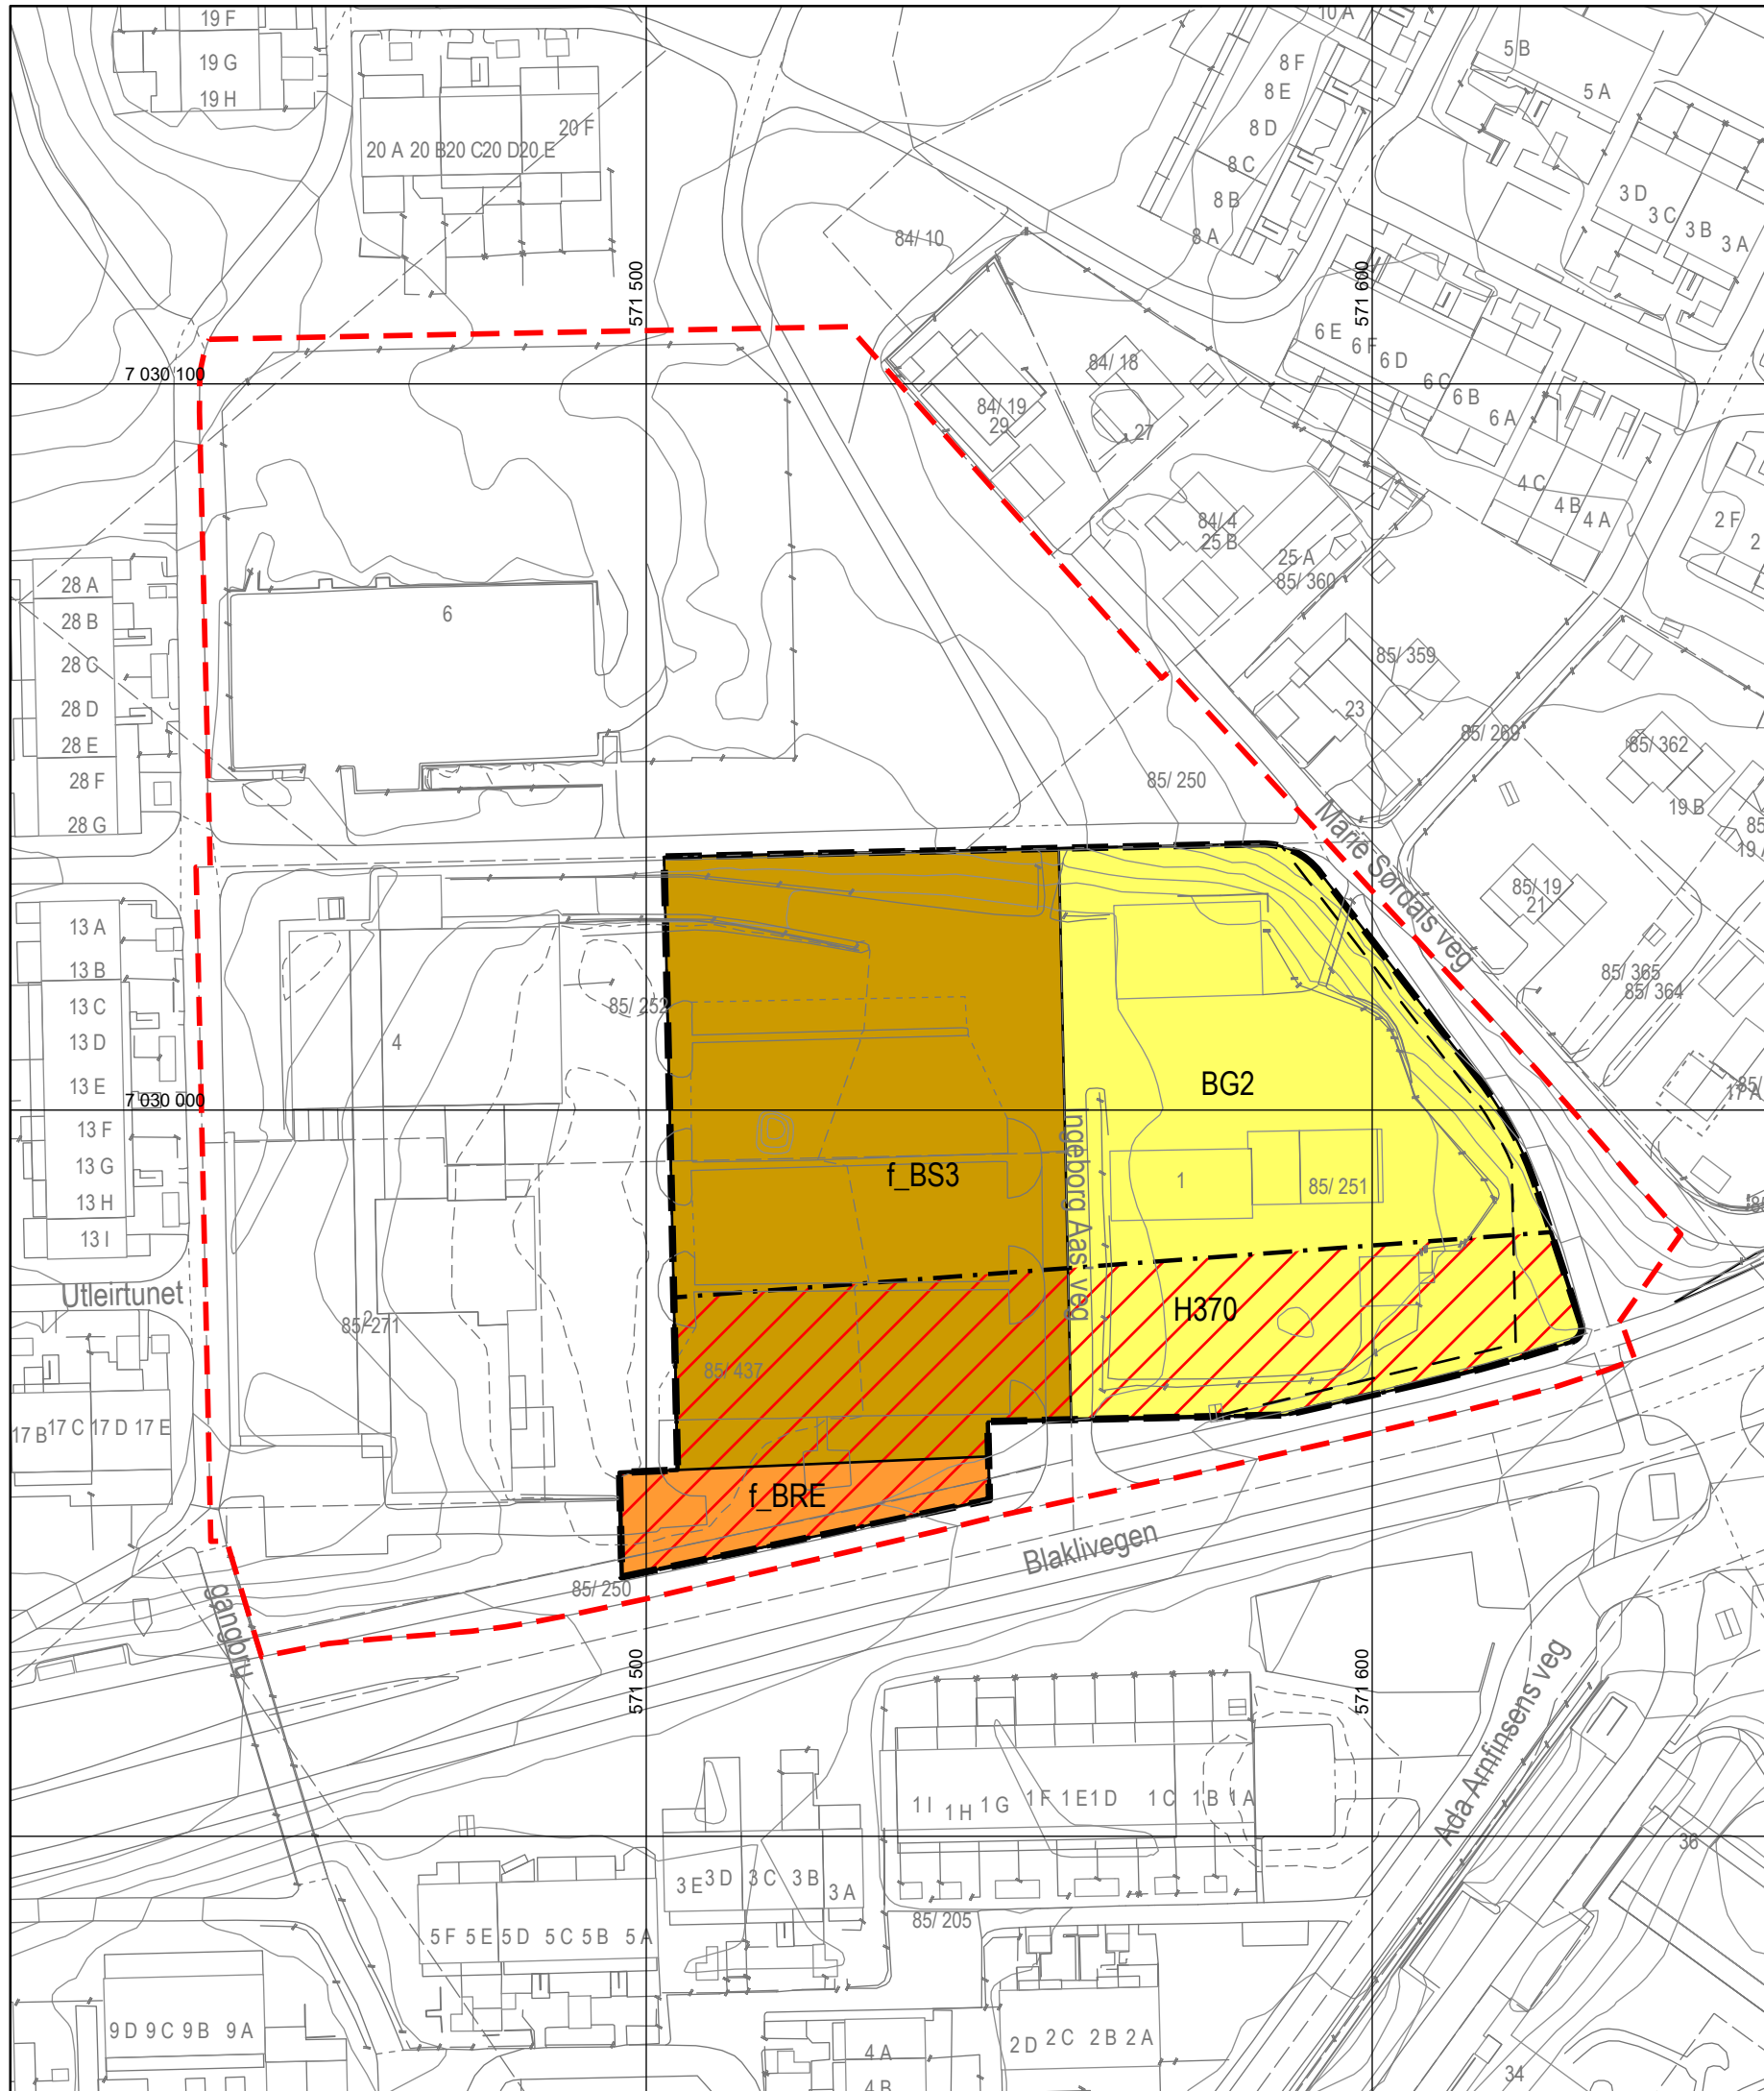 19 F
19 G
19 H
20 A 20 B 20 C 20 D 20 E
20 F
10 A
8 F
8 E
8 D
8 C
8 B
8 A
5 B
5 A
3 D
3 C
3 B
3 A
84/ 10
571 500
571 600
7 030 100
84/ 18
27
84/ 19
29
6 E
6 F
6 D
6 C
6 B
6 A
4 C
4 B
4 A
2 F
2
84/ 4
25 B
25 A
85/ 360
28 A
28 B
28 C
28 D
28 E
28 F
28 G
6
85/ 359
23
85/ 269
85/ 362
19 B
85/ 250
Marie Sørdals veg
85/ 19
21
85/ 365
85/ 364
17 A
13 A
13 B
13 C
13 D
13 E
13 F
13 G
13 H
13 I
7 030 000
4
85/ 252
BG2
f_BS3
Ingeborg Aas' veg
1
85/ 251
Utleirtunet
2
85/ 271
H370
85/ 437
17 B 17 C 17 D 17 E
f_BRE
Blaklivegen
85/ 250
gangbru
571 500
571 600
Ada Arnfinsens veg
1 I 1 H 1 G 1 F 1 E 1 D 1 C 1 B 1 A
36
3 E 3 D 3 C 3 B 3 A
85/ 205
5 F 5 E 5 D 5 C 5 B 5 A
9 D 9 C 9 B 9 A
4 A
4 B
2 D 2 C 2 B 2 A
34